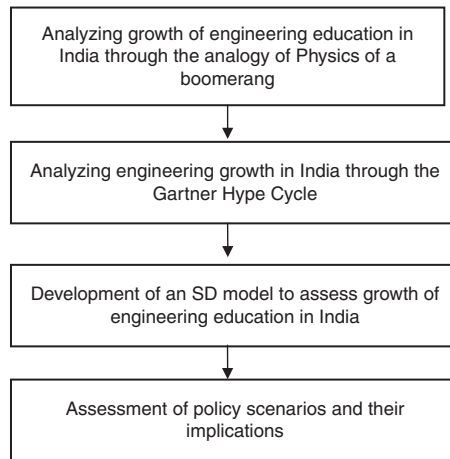 Analyzing growth of engineering education in
India through the analogy of Physics of a
boomerang
Analyzing engineering growth in India through the
Gartner Hype Cycle
Development of an SD model to assess growth of
engineering education in India
Assessment of policy scenarios and their
implications